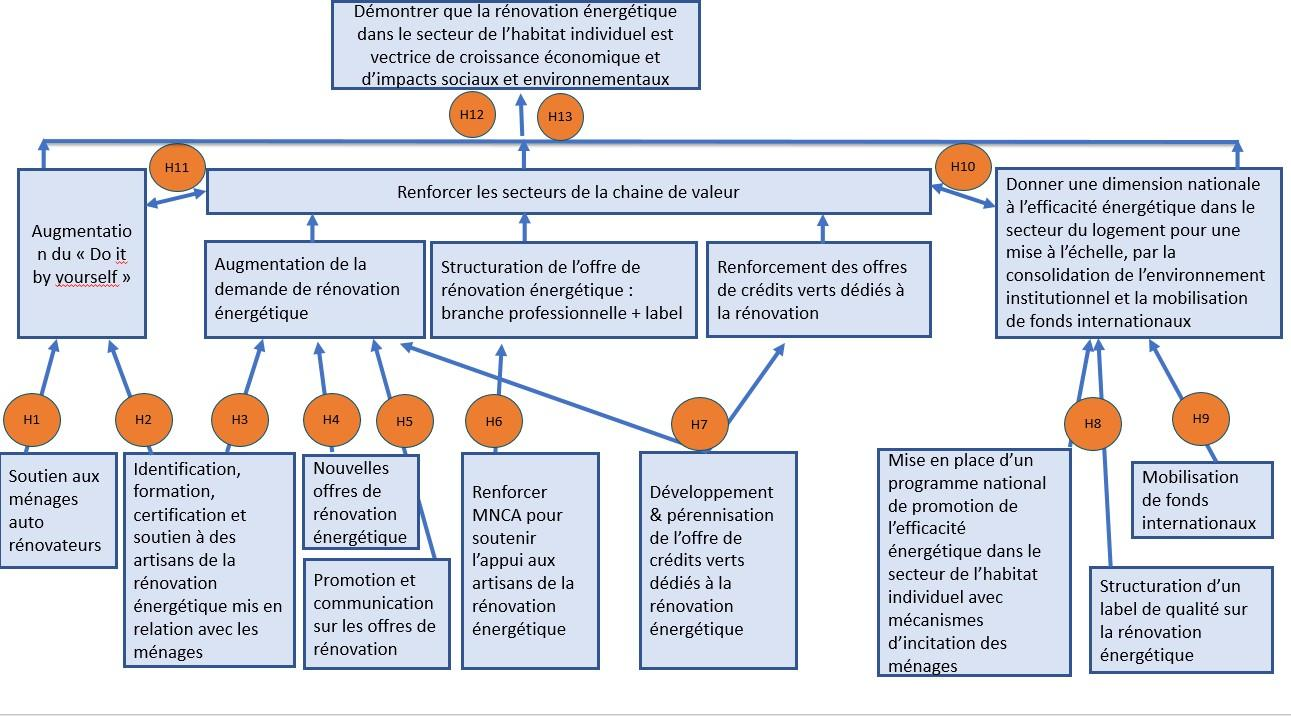 Démontrer que la rénovation énergétique
dans le secteur de l’habitat individuel est
vectrice de croissance économique et
d’impacts sociaux et environnementaux
H12
H13
H11
H10
Augmentatio
n du « Do it
by yourself »
Renforcer les secteurs de la chaine de valeur
Donner une dimension nationale
à l’efficacité énergétique dans le
secteur du logement pour une
mise à l’échelle, par la
consolidation de l’environnement
institutionnel et la mobilisation
de fonds internationaux
Augmentation de la
demande de rénovation
énergétique
Structuration de l’offre de
rénovation énergétique :
branche professionnelle + label
Renforcement des offres
de crédits verts dédiés à
la rénovation
H1
H2
H3
H4
H5
H6
H7
H8
H9
Soutien aux
ménages
auto
rénovateurs
Identification,
formation,
certification et
soutien à des
artisans de la
rénovation
énergétique mis en
relation avec les
ménages
Nouvelles
offres de
rénovation
énergétique
Promotion et
communication
sur les offres de
rénovation
Renforcer
MNCA pour
soutenir
l’appui aux
artisans de la
rénovation
énergétique
Développement
& pérennisation
de l’offre de
crédits verts
dédiés à la
rénovation
énergétique
Mise en place d’un
programme national
de promotion de
l’efficacité
énergétique dans le
secteur de l’habitat
individuel avec
mécanismes
d’incitation des
ménages
Mobilisation
de fonds
internationaux
Structuration d’un
label de qualité sur
la rénovation
énergétique